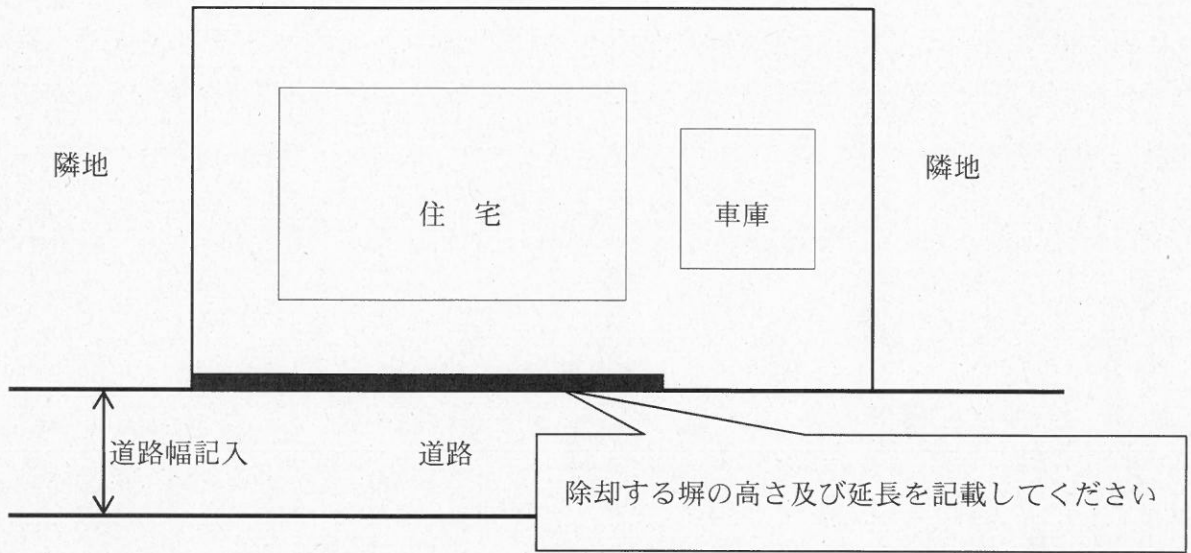 隣地
住　宅
車庫
隣地
道路幅記入
道路
除却する塀の高さ及び延長を記載してください